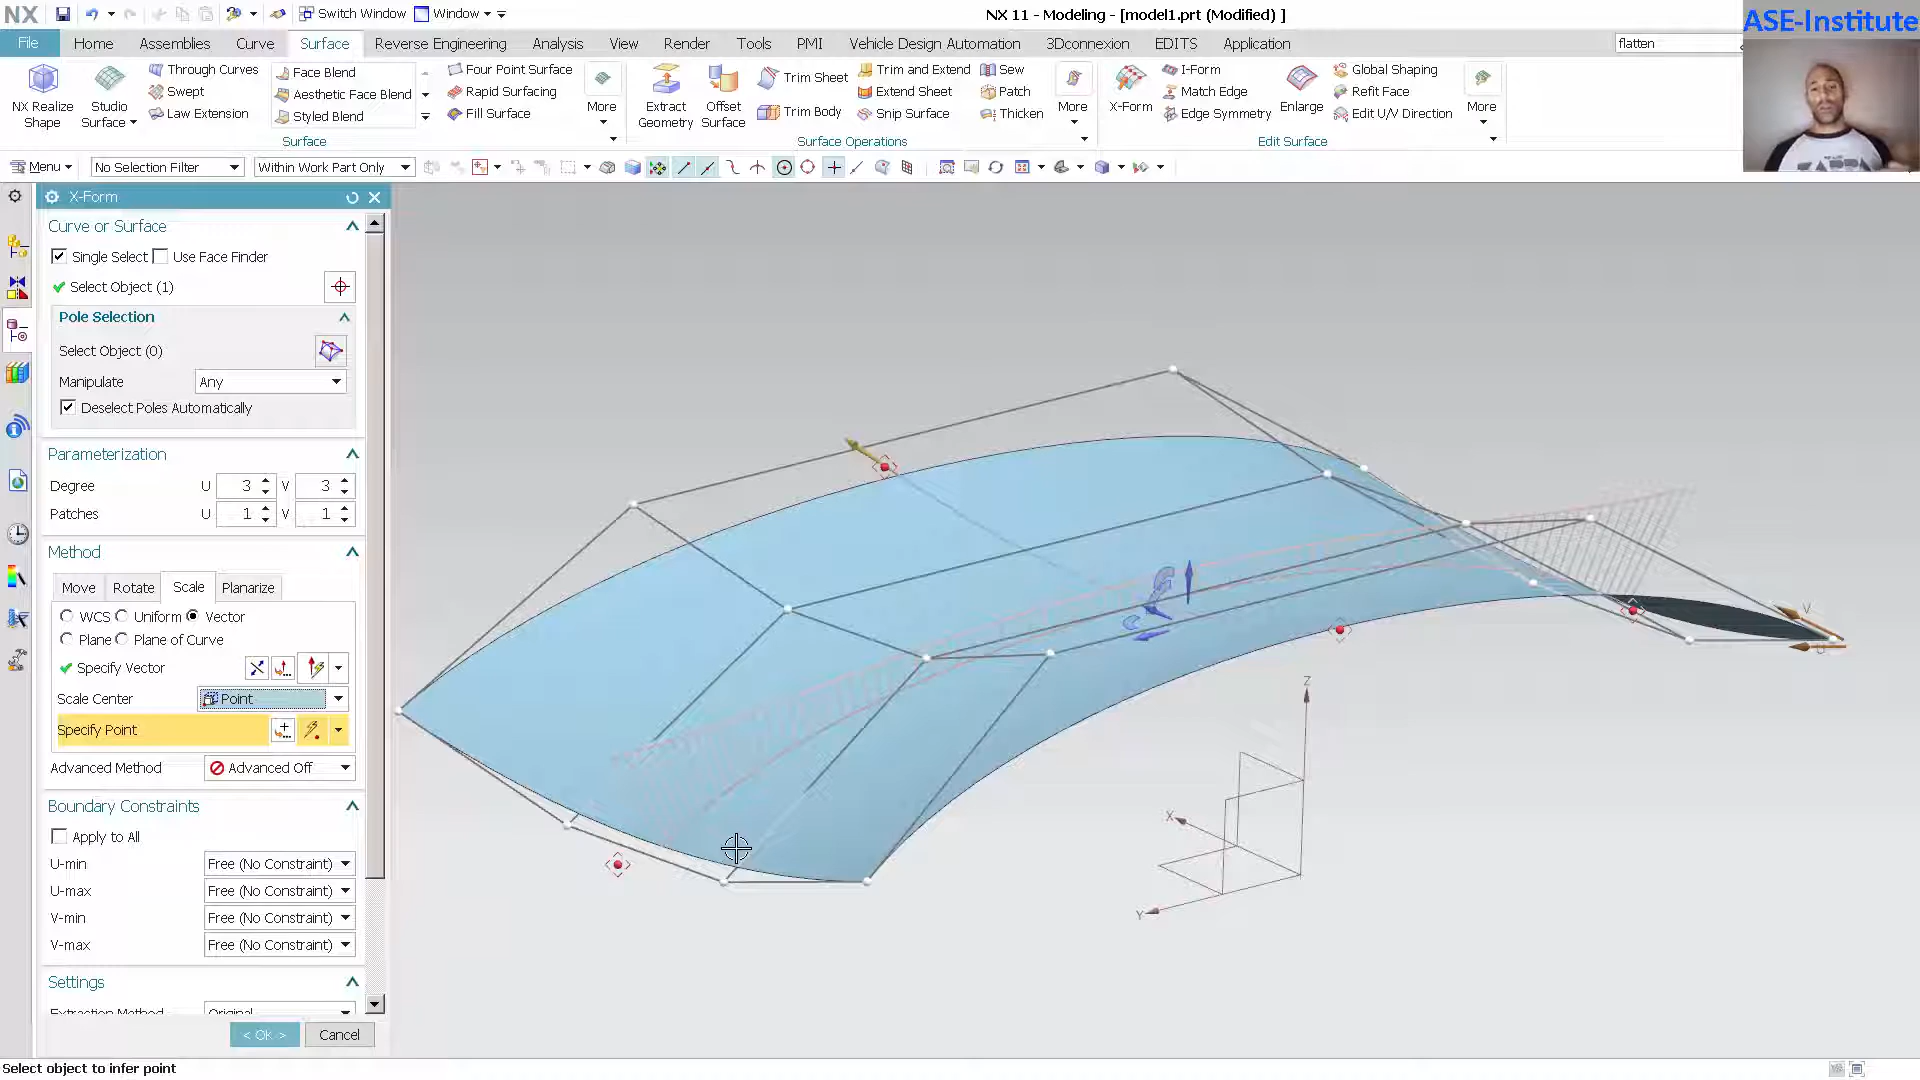 NX
Switch Window
Window
NX 11 - Modeling - [model1.prt (Modified) ]
ASE-Institute
File
Home
Assemblies
Curve
Surface
Reverse Engineering
Analysis
View
Render
Tools
PMI
Vehicle Design Automation
3Dconnexion
EDITS
Application
flatten
NX Realize Shape
Studio Surface
Through Curves
Swept
Law Extension
Face Blend
Aesthetic Face Blend
Styled Blend
Four Point Surface
Rapid Surfacing
Fill Surface
More
Surface
Extract Geometry
Offset Surface
Trim Sheet
Trim Body
Trim and Extend
Extend Sheet
Snip Surface
Sew
Patch
Thicken
More
Surface Operations
X-Form
I-Form
Match Edge
Edge Symmetry
Enlarge
Global Shaping
Refit Face
Edit U/V Direction
More
Edit Surface
Menu
No Selection Filter
Within Work Part Only
X-Form
Curve or Surface
Single Select
Use Face Finder
Select Object (1)
Pole Selection
Select Object (0)
Manipulate
Any
Deselect Poles Automatically
Parameterization
Degree U 3 V 3
Patches U 1 V 1
Method
Move
Rotate
Scale
Planarize
WCS
Uniform
Vector
Plane
Plane of Curve
Specify Vector
Scale Center
Point
Specify Point
Advanced Method
Advanced Off
Boundary Constraints
Apply to All
U-min Free (No Constraint)
U-max Free (No Constraint)
V-min Free (No Constraint)
V-max Free (No Constraint)
Settings
Extraction Method Original
< Ok >
Cancel
V
U
Z
X
Y
Select object to infer point